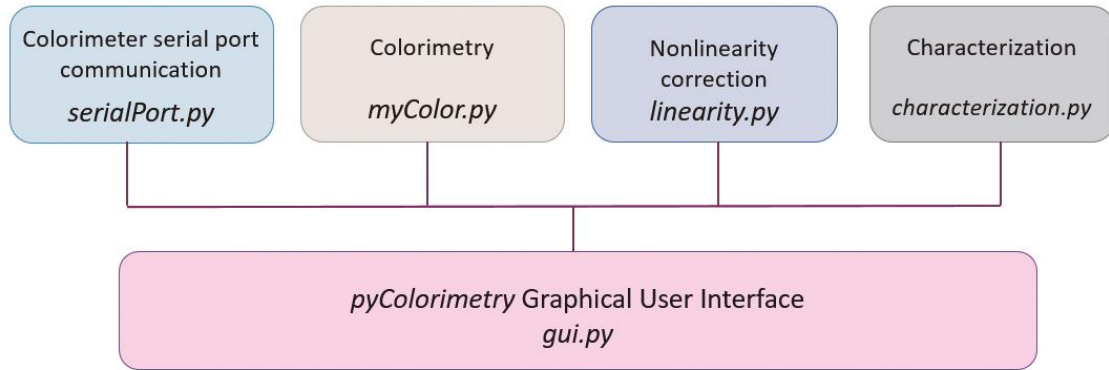 Colorimeter serial port
communication
serialPort.py
Colorimetry
myColor.py
Nonlinearity
correction
linearity.py
Characterization
characterization.py
pyColorimetry Graphical User Interface
gui.py